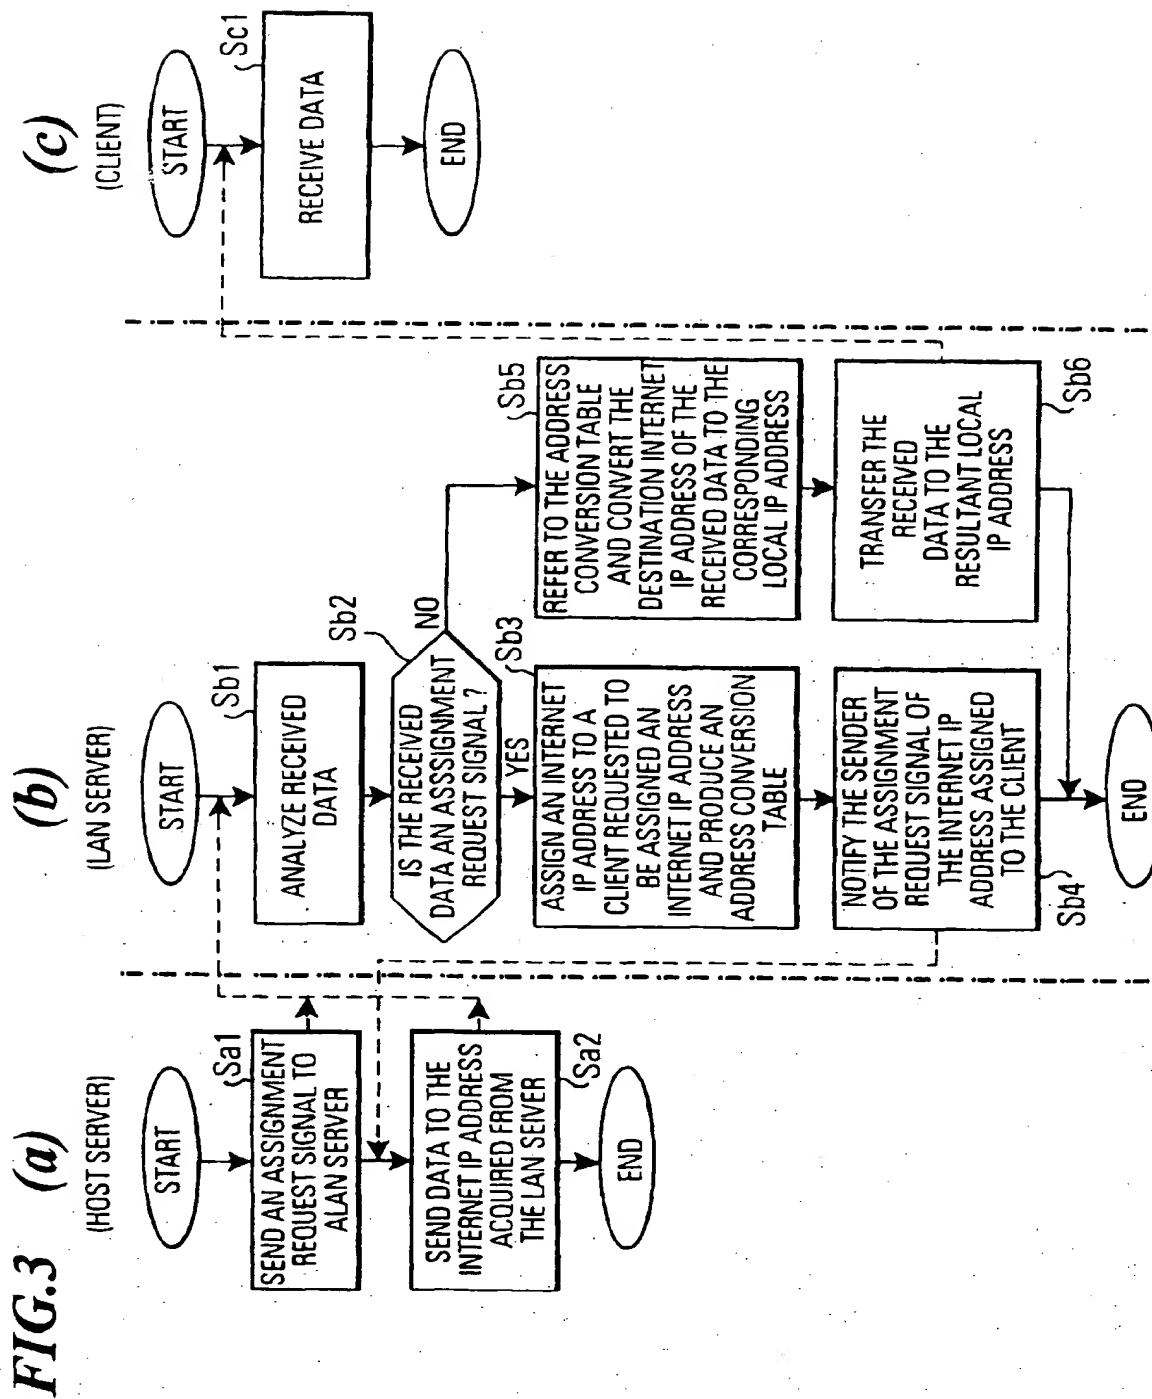 FIG.3
(a)
(HOST SERVER)
START
Sa1
SEND AN ASSIGNMENT
REQUEST SIGNAL TO
ALAN SERVER
SEND DATA TO THE
INTERNET IP ADDRESS
ACQUIRED FROM
THE LAN SEIVER
Sa2
END
(b)
(LAN SERVER)
START
Sb1
ANALYZE RECEIVED
DATA
Sb2
IS THE RECEIVED
DATA AN ASSSIGNMENT
REQUEST SIGNAL?
NO
YES
Sb3
ASSIGN AN INTERNET
IP ADDRESS TO A
CLIENT REQUESTED TO
BE ASSIGNED AN
INTERNET IP ADDRESS
AND PRODUCE AN
ADDRESS CONVERSION
TABLE
NOTIFY THE SENDER
OF THE ASSIGNMENT
REQUEST SIGNAL OF
THE INTERNET IP
ADDRESS ASSIGNED
TO THE CLIENT
Sb4
Sb5
REFER TO THE ADDRESS
CONVERSION TABLE
AND CONVERT THE
DESTINATION INTERNET
IP ADDRESS OF THE
RECEIVED DATA TO THE
CORRESPONDING
LOCAL IP ADDRESS
TRANSFER THE
RECEIVED
DATA TO THE
RESULTANT LOCAL
IP ADDRESS
Sb6
END
(c)
(CLIENT)
START
Sc1
RECEIVE DATA
END